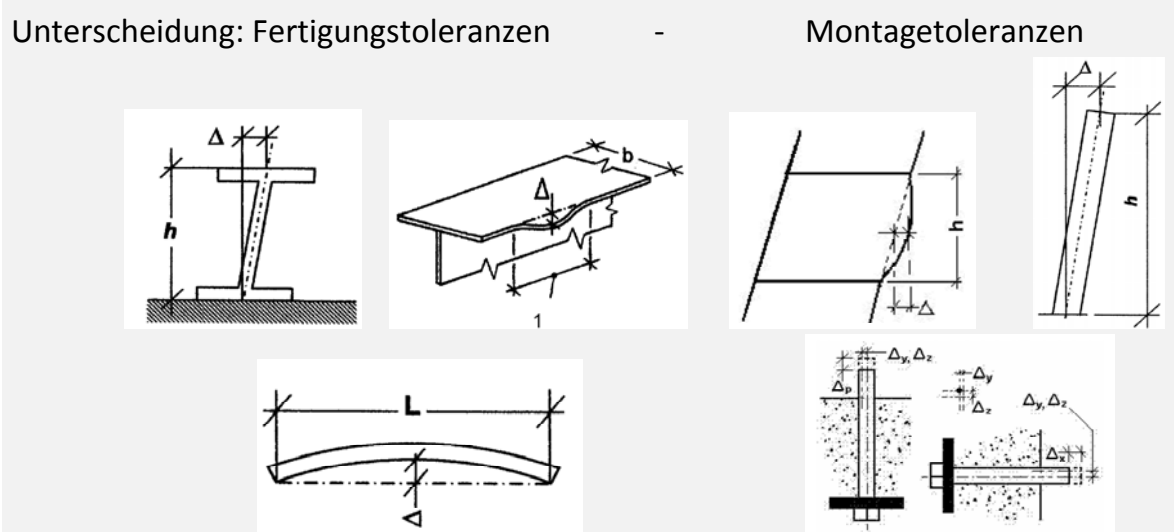 Unterscheidung: Fertigungstoleranzen - Montagetoleranzen
Δ
h
b
Δ
1
h
Δ
Δ
h
L
Δ
Δy, Δz
Δp
Δy
Δz
Δy, Δz
Δx
1